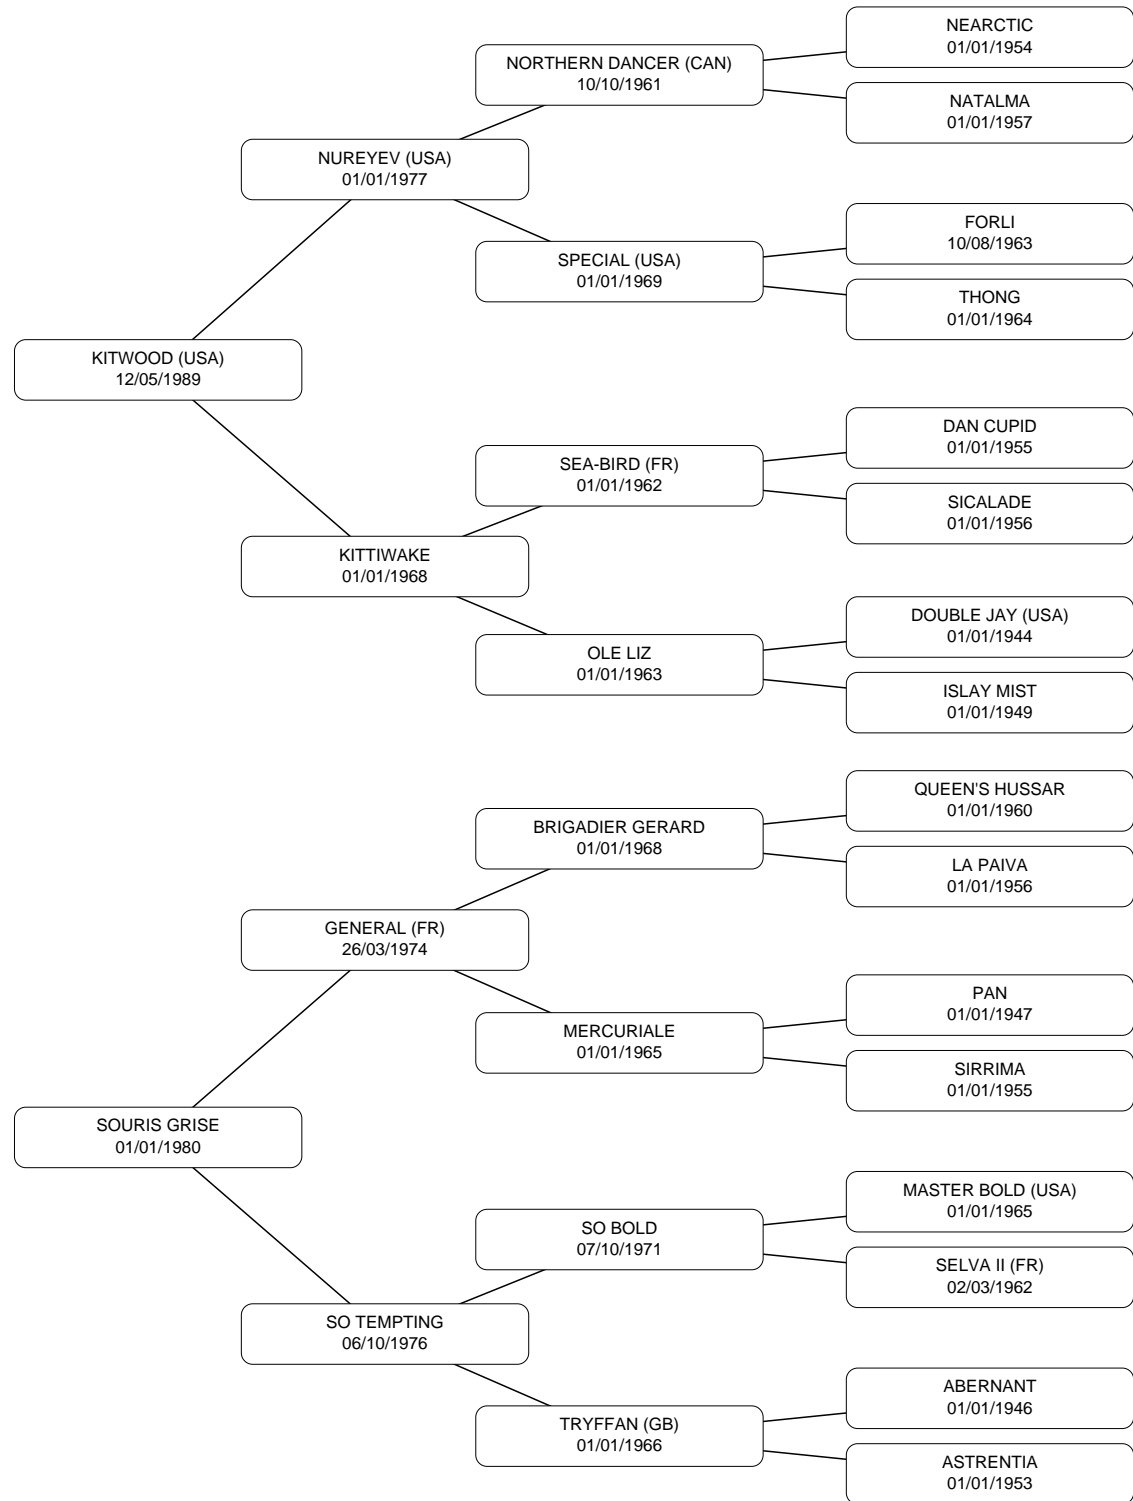 NEARCTIC
01/01/1954
NORTHERN DANCER (CAN)
10/10/1961
NATALMA
01/01/1957
NUREYEV (USA)
01/01/1977
FORLI
10/08/1963
SPECIAL (USA)
01/01/1969
THONG
01/01/1964
KITWOOD (USA)
12/05/1989
DAN CUPID
01/01/1955
SEA-BIRD (FR)
01/01/1962
SICALADE
01/01/1956
KITTIWAKE
01/01/1968
DOUBLE JAY (USA)
01/01/1944
OLE LIZ
01/01/1963
ISLAY MIST
01/01/1949
QUEEN'S HUSSAR
01/01/1960
BRIGADIER GERARD
01/01/1968
LA PAIVA
01/01/1956
GENERAL (FR)
26/03/1974
PAN
01/01/1947
MERCURIALE
01/01/1965
SIRRIMA
01/01/1955
SOURIS GRISE
01/01/1980
MASTER BOLD (USA)
01/01/1965
SO BOLD
07/10/1971
SELVA II (FR)
02/03/1962
SO TEMPTING
06/10/1976
ABERNANT
01/01/1946
TRYFFAN (GB)
01/01/1966
ASTRENTIA
01/01/1953